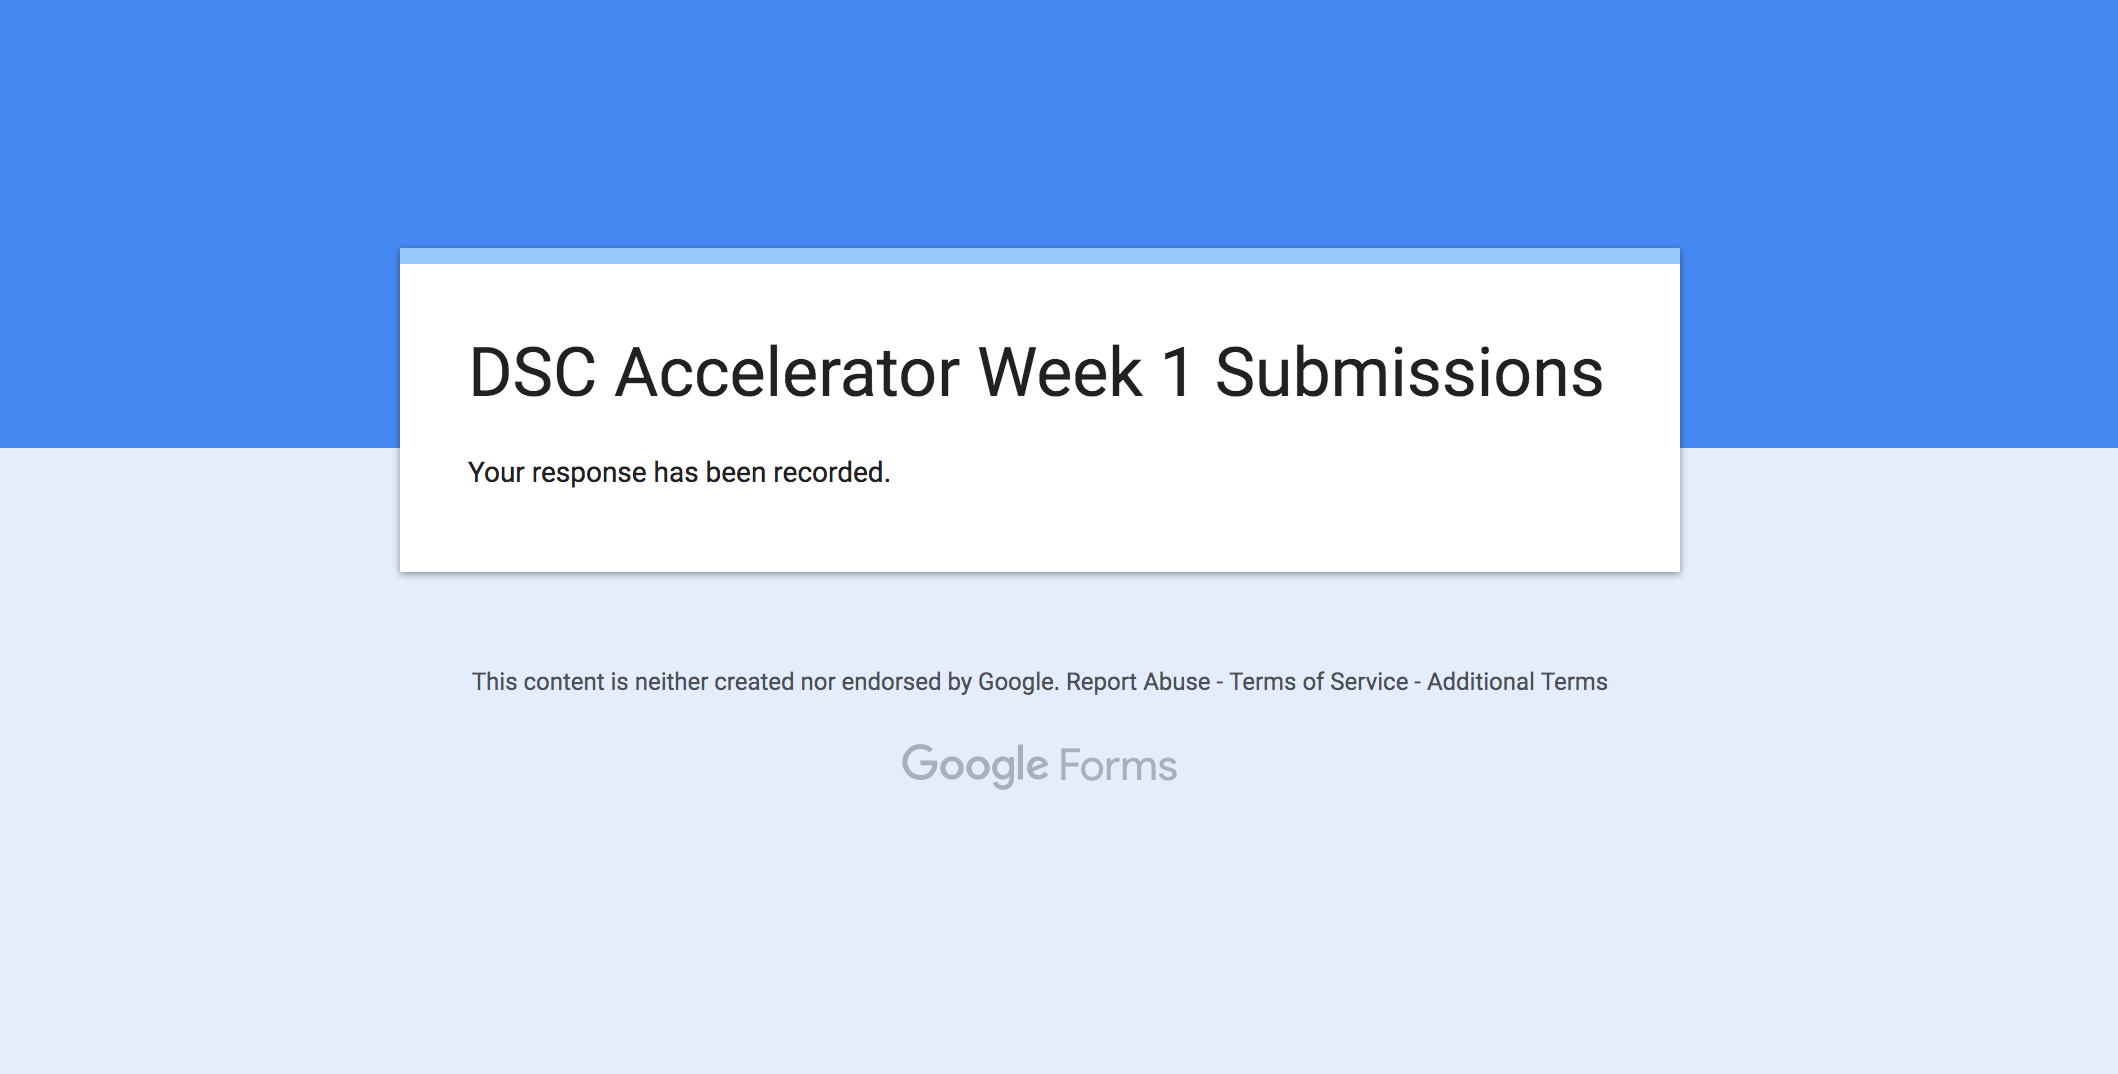 DSC Accelerator Week 1 Submissions
Your response has been recorded.
This content is neither created nor endorsed by Google. Report Abuse - Terms of Service - Additional Terms
Google Forms